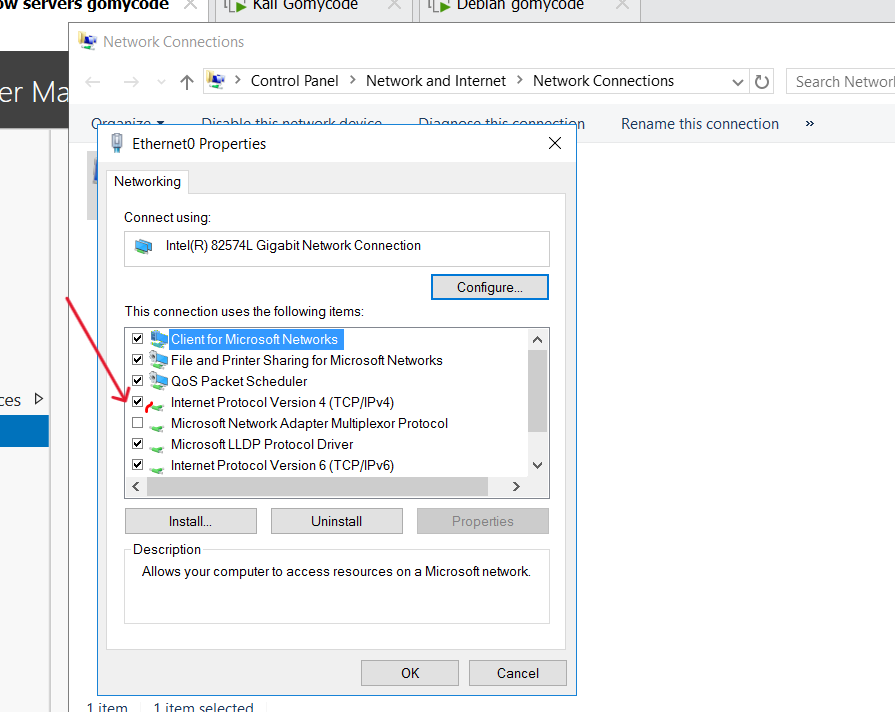 ow servers gomycode
Kali Gomycode
Debian gomycode
Network Connections
Control Panel > Network and Internet > Network Connections
Search Networ
er Ma
Organize Disable this network device Diagnose this connection Rename this connection »
Ethernet0 Properties
Networking
Connect using:
Intel(R) 82574L Gigabit Network Connection
Configure...
This connection uses the following items:
Client for Microsoft Networks
File and Printer Sharing for Microsoft Networks
QoS Packet Scheduler
Internet Protocol Version 4 (TCP/IPv4)
Microsoft Network Adapter Multiplexor Protocol
Microsoft LLDP Protocol Driver
Internet Protocol Version 6 (TCP/IPv6)
ces
Install... Uninstall Properties
Description
Allows your computer to access resources on a Microsoft network.
OK Cancel
1 item 1 item selected